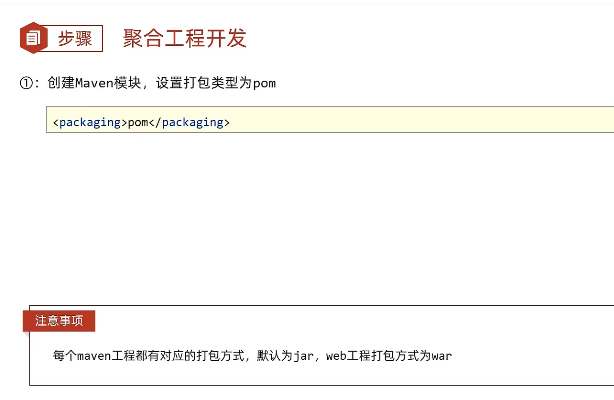 步骤
聚合工程开发
①：创建Maven模块，设置打包类型为pom
<packaging>pom</packaging>
注意事项
每个maven工程都有对应的打包方式，默认为jar，web工程打包方式为war